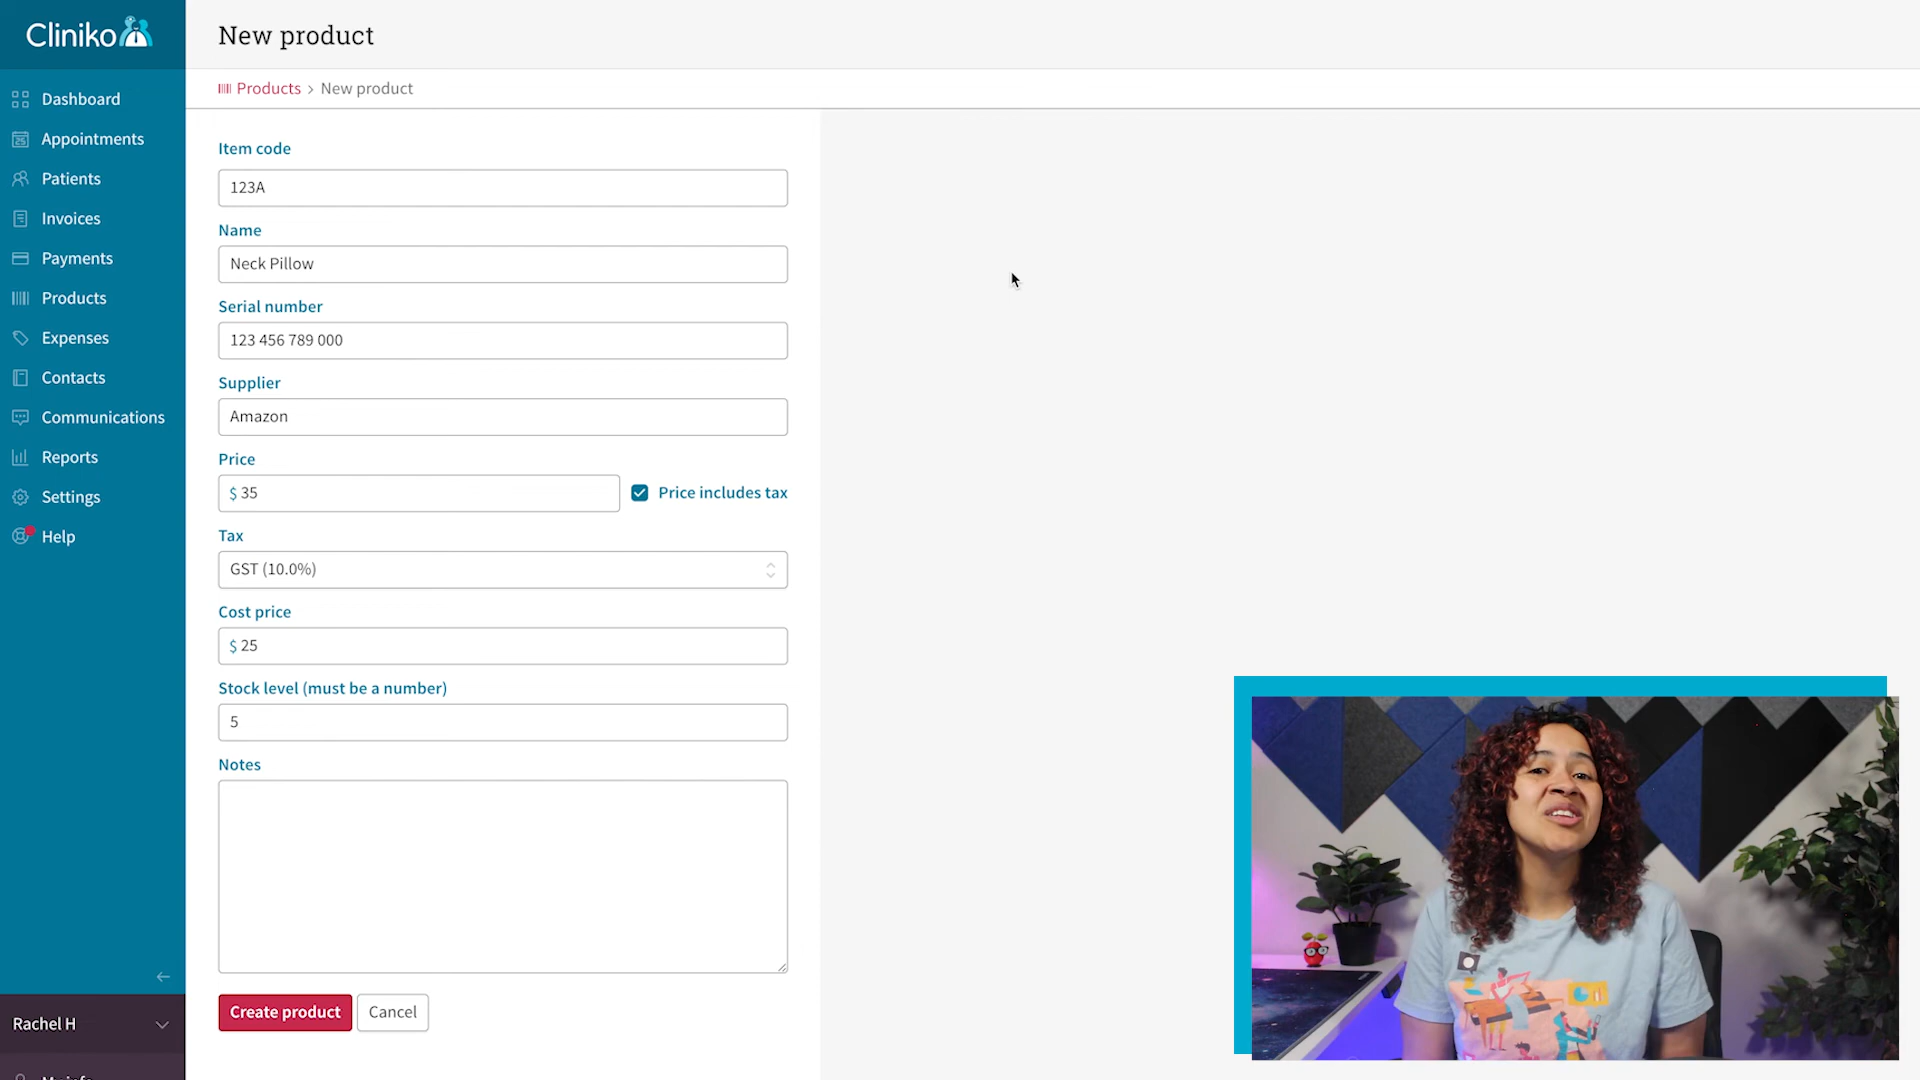 Cliniko
New product
Products > New product
Dashboard
Appointments
Patients
Invoices
Payments
Products
Expenses
Contacts
Communications
Reports
Settings
Help
Item code
123A
Name
Neck Pillow
Serial number
123 456 789 000
Supplier
Amazon
Price
$ 35
Price includes tax
Tax
GST (10.0%)
Cost price
$ 25
Stock level (must be a number)
5
Notes
Create product
Cancel
Rachel H